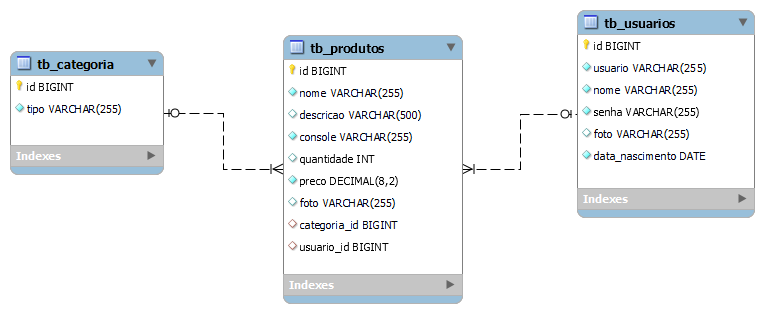 tb_categoria
id BIGINT
tipo VARCHAR(255)
Indexes
tb_produtos
id BIGINT
nome VARCHAR(255)
descricao VARCHAR(500)
console VARCHAR(255)
quantidade INT
preco DECIMAL(8,2)
foto VARCHAR(255)
categoria_id BIGINT
usuario_id BIGINT
Indexes
tb_usuarios
id BIGINT
usuario VARCHAR(255)
nome VARCHAR(255)
senha VARCHAR(255)
foto VARCHAR(255)
data_nascimento DATE
Indexes